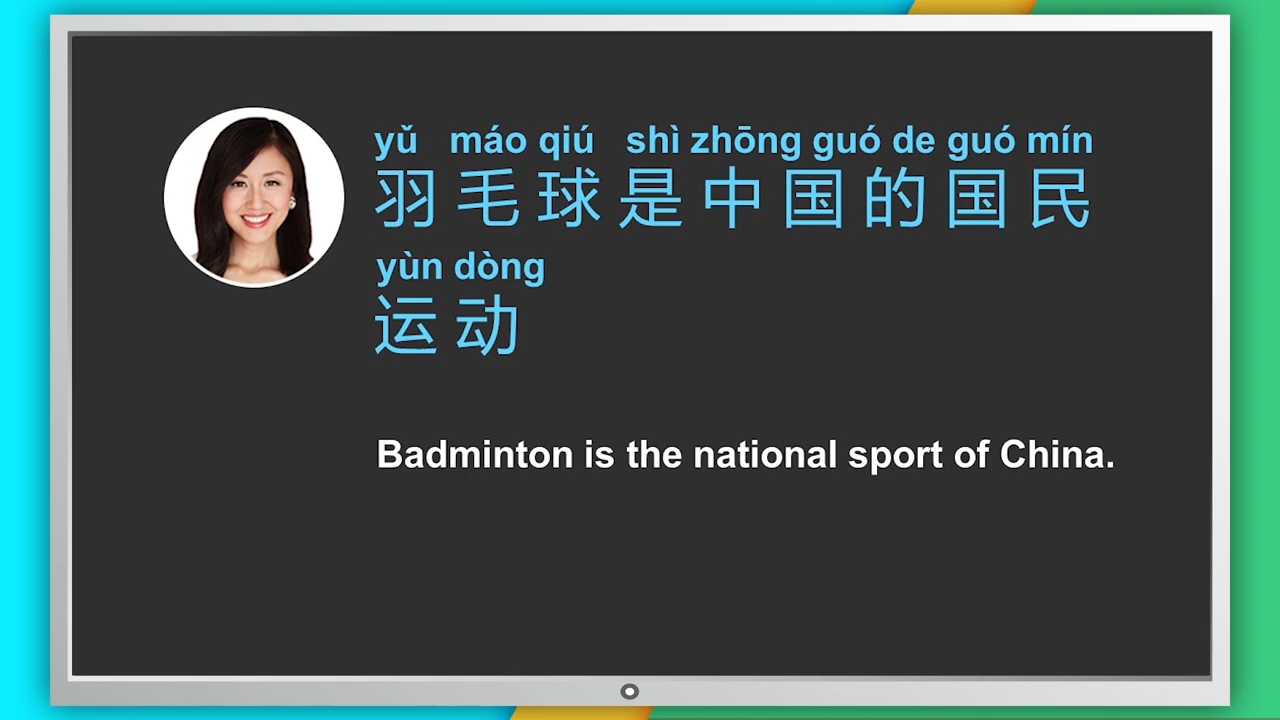 yǔ máo qiú shì zhōng guó de guó mín
羽毛球是中国的国民
yùn dòng
运动
Badminton is the national sport of China.